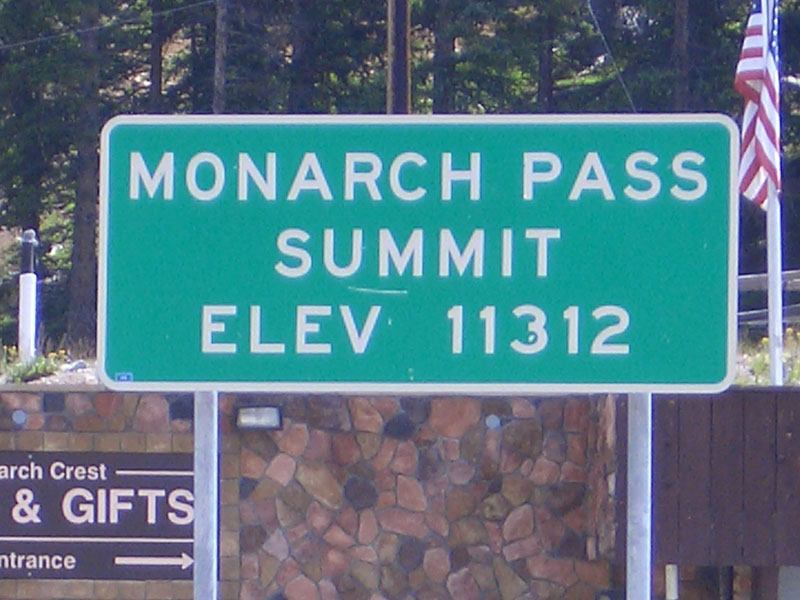 MONARCH PASS
SUMMIT
ELEV 11312
arch Crest
& GIFTS
ntrance